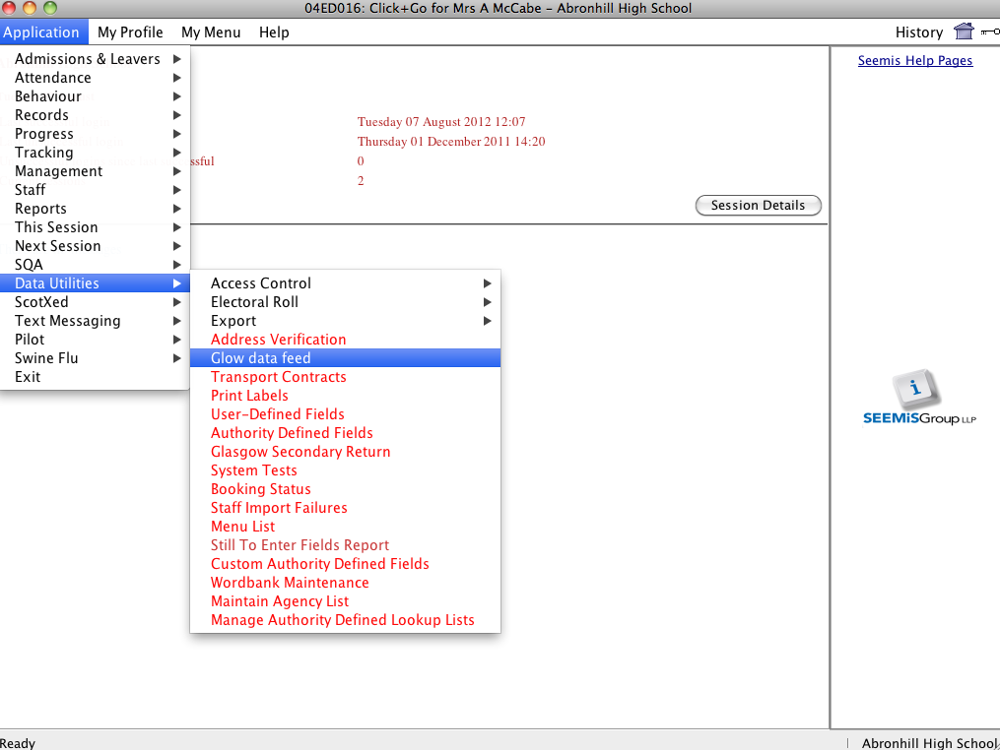 04ED016: Click+Go for Mrs A McCabe - Abronhill High School
Application My Profile My Menu Help History
Admissions & Leavers
Attendance
Behaviour
Records
Progress
Tracking
Management
Staff
Reports
This Session
Next Session
SQA
Data Utilities
ScotXed
Text Messaging
Pilot
Swine Flu
Exit
Tuesday 07 August 2012 12:07
Thursday 01 December 2011 14:20
ssful 0
2
Session Details
Access Control
Electoral Roll
Export
Address Verification
Glow data feed
Transport Contracts
Print Labels
User-Defined Fields
Authority Defined Fields
Glasgow Secondary Return
System Tests
Booking Status
Staff Import Failures
Menu List
Still To Enter Fields Report
Custom Authority Defined Fields
Wordbank Maintenance
Maintain Agency List
Manage Authority Defined Lookup Lists
Seemis Help Pages
i
SEEMiSGroup LLP
Ready Abronhill High School